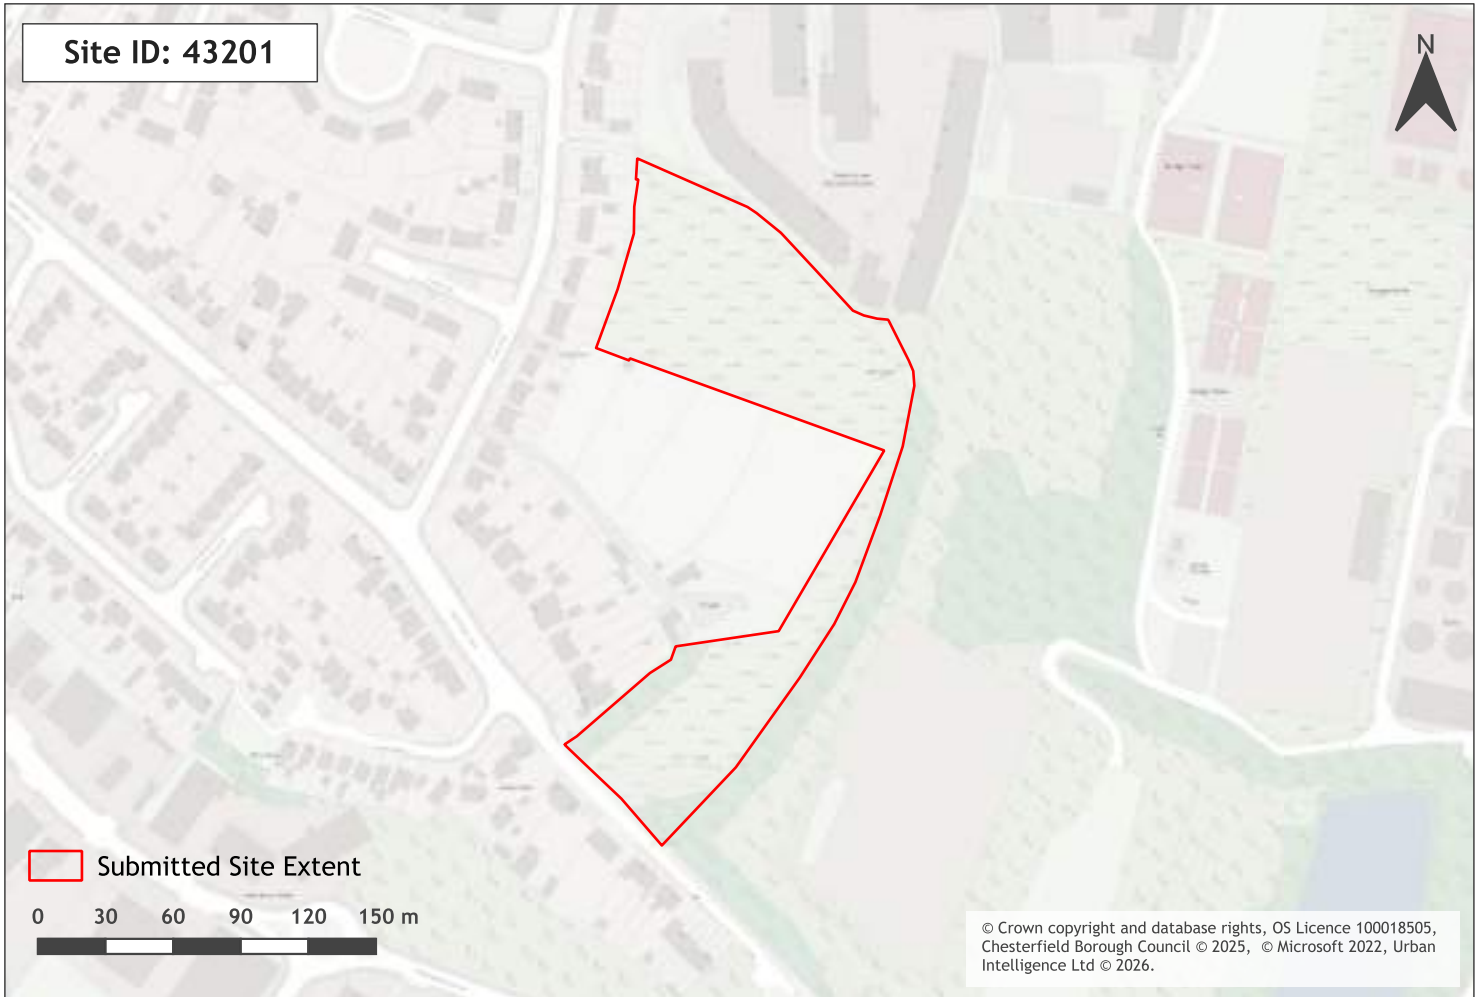 Site ID: 43201
N
Submitted Site Extent
0 30 60 90 120 150 m
© Crown copyright and database rights, OS Licence 100018505,
Chesterfield Borough Council © 2025, © Microsoft 2022, Urban
Intelligence Ltd © 2026.